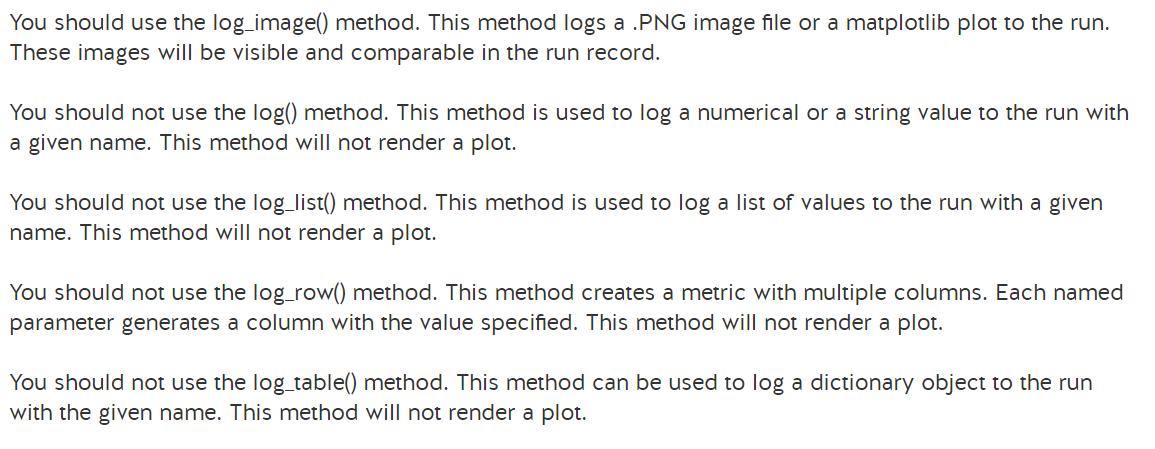 You should use the log_image() method. This method logs a .PNG image file or a matplotlib plot to the run.
These images will be visible and comparable in the run record.
You should not use the log() method. This method is used to log a numerical or a string value to the run with
a given name. This method will not render a plot.
You should not use the log_list() method. This method is used to log a list of values to the run with a given
name. This method will not render a plot.
You should not use the log_row() method. This method creates a metric with multiple columns. Each named
parameter generates a column with the value specified. This method will not render a plot.
You should not use the log_table() method. This method can be used to log a dictionary object to the run
with the given name. This method will not render a plot.